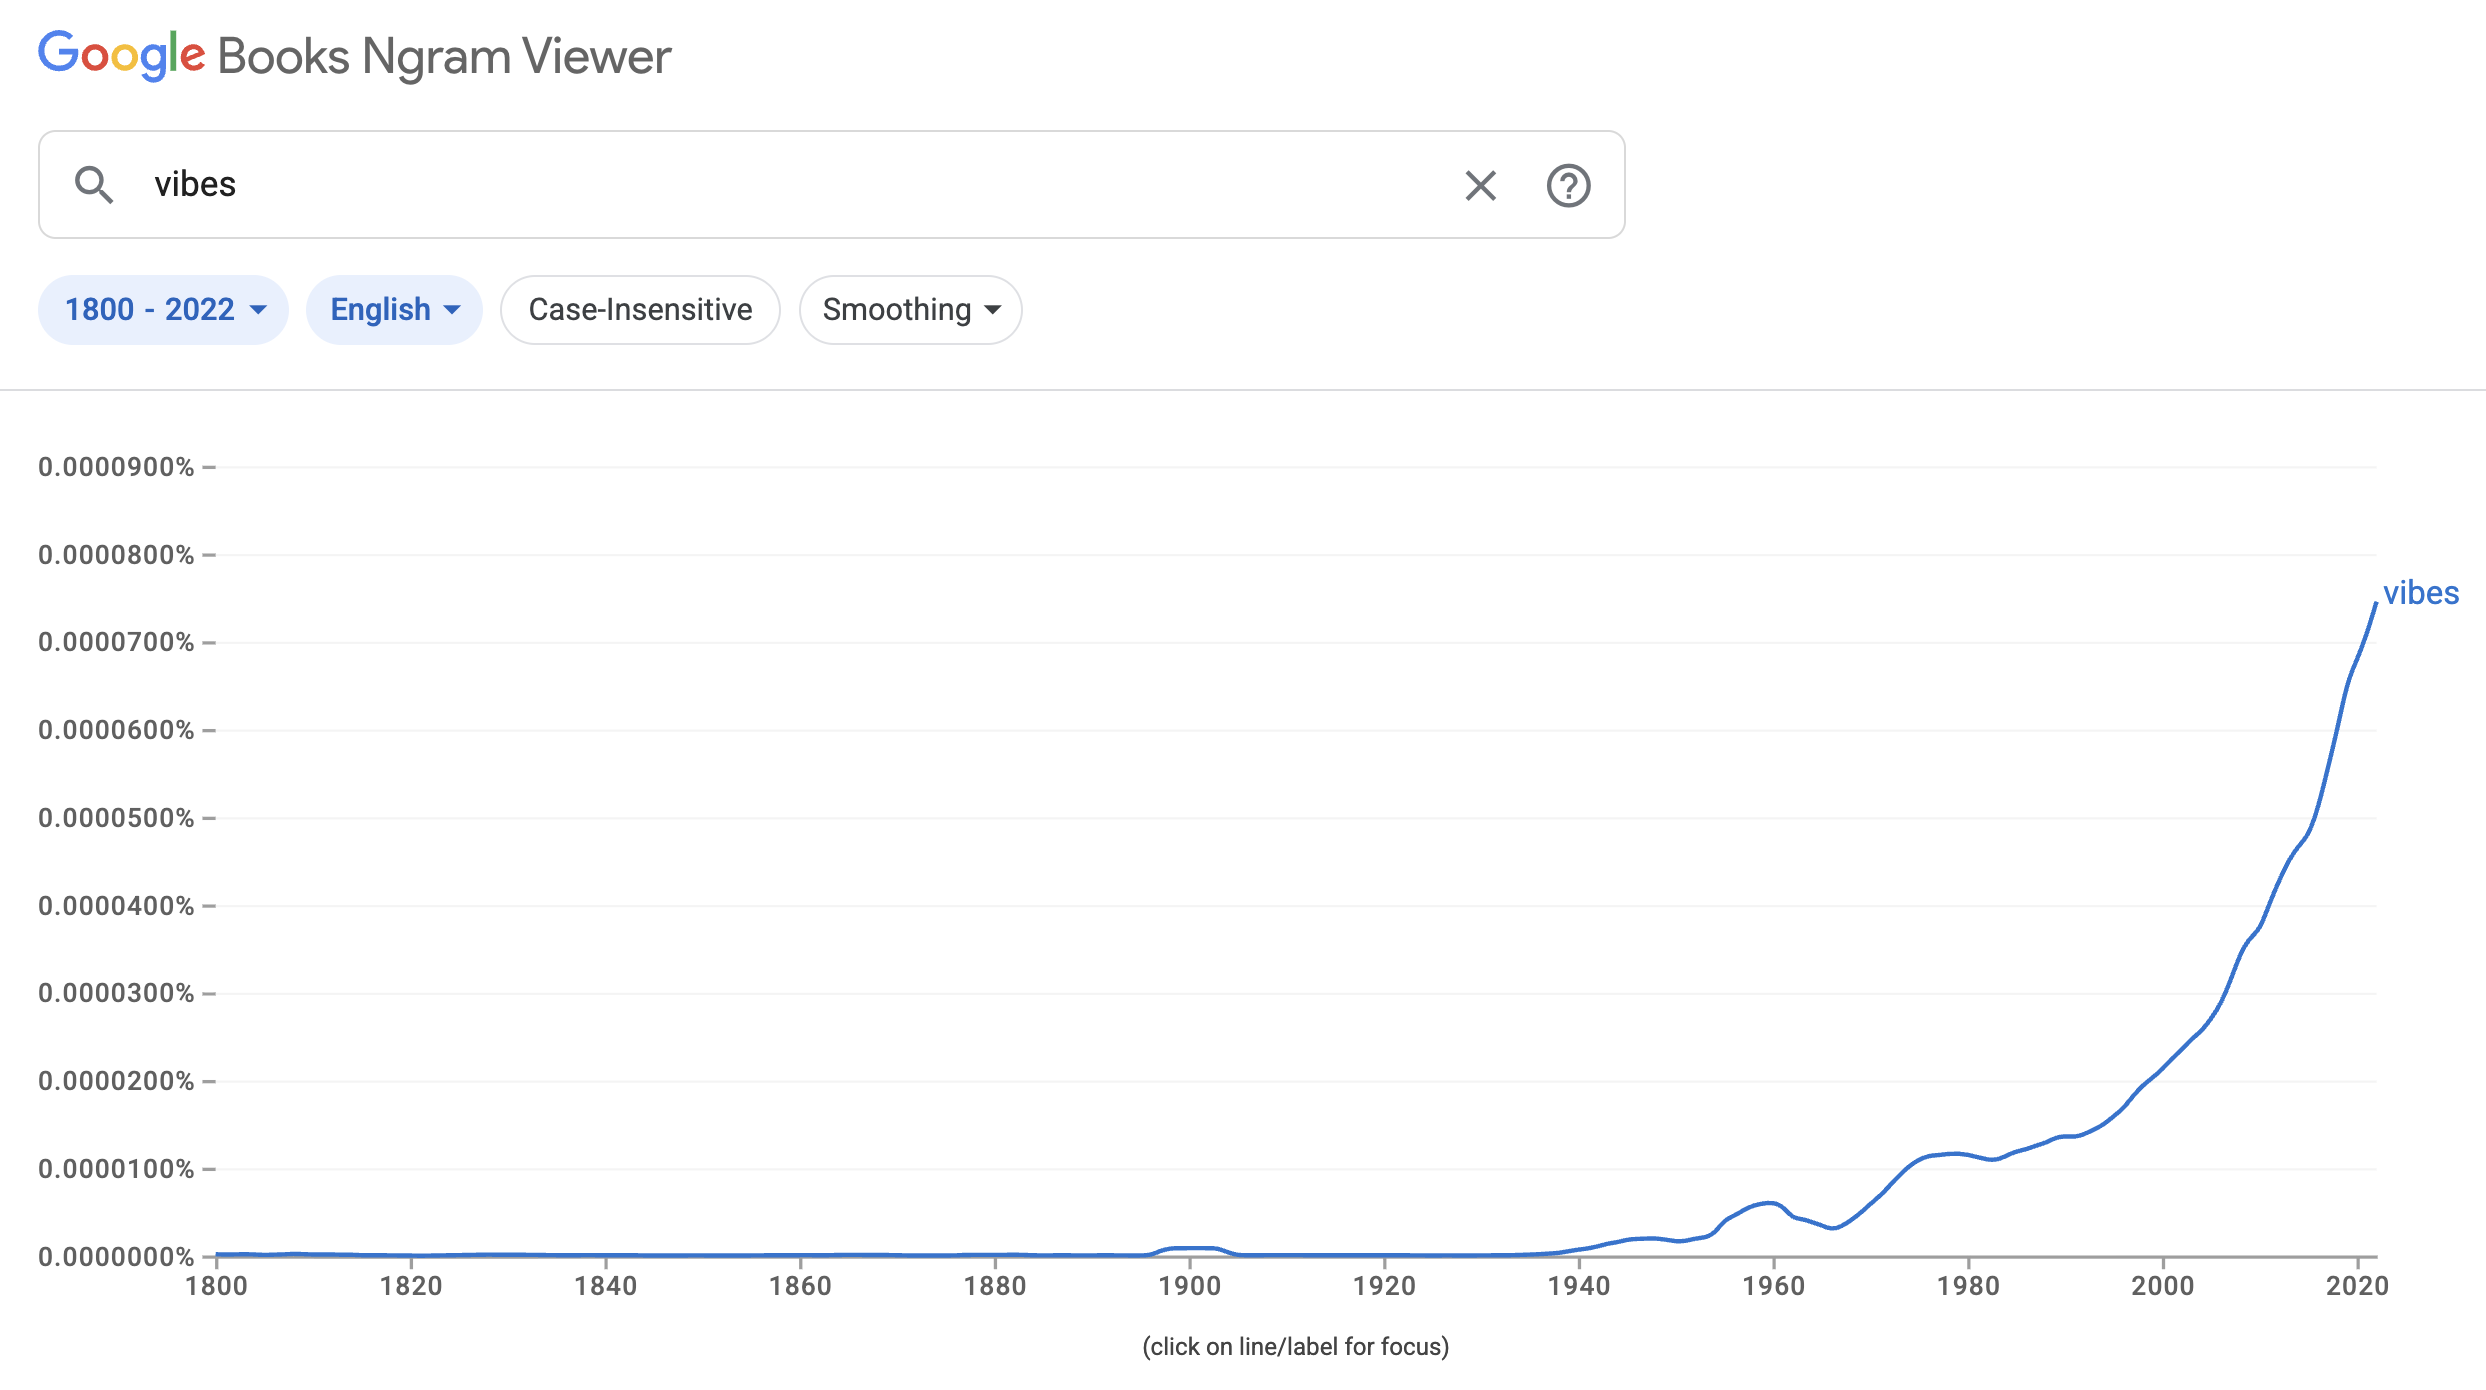 Google Books Ngram Viewer
vibes
1800 - 2022 English Case-Insensitive Smoothing
0.0000900%
0.0000800%
vibes
0.0000700%
0.0000600%
0.0000500%
0.0000400%
0.0000300%
0.0000200%
0.0000100%
0.0000000%
1800 1820 1840 1860 1880 1900 1920 1940 1960 1980 2000 2020
(click on line/label for focus)